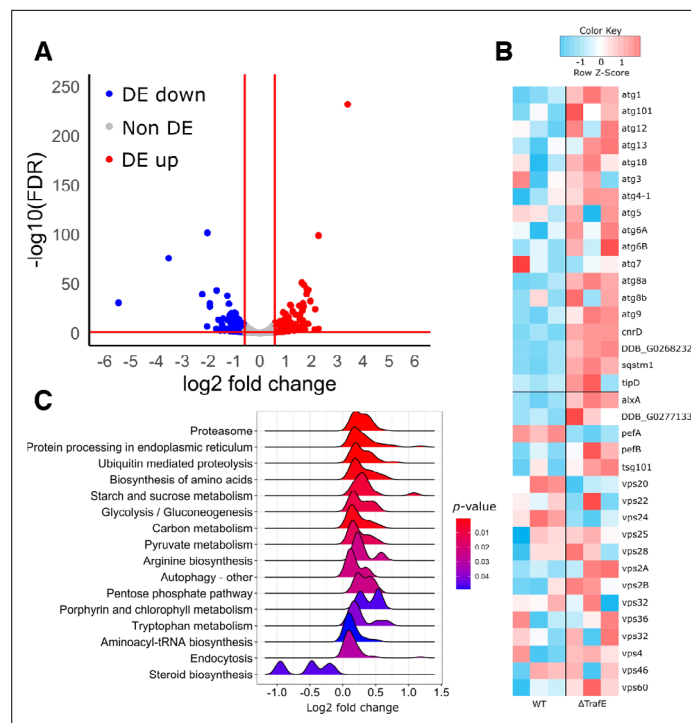 A
250
200
150
100
50
0
-log10(FDR)
DE down
Non DE
DE up
-6 -5 -4 -3 -2 -1 0 1 2 3 4 5 6
log2 fold change
B
Color Key
-1 0 1
Row Z-Score
atg1
atg101
atg12
atg13
atg18
atg3
atg4-1
atg5
atg6A
atg6B
atg7
atg8a
atg8b
atg9
cnrD
DDB_G0268232
sqstm1
tipD
alxA
DDB_G0277133
pefA
pefB
tsg101
vps20
vps22
vps24
vps25
vps28
vps2A
vps2B
vps32
vps36
vps32
vps4
vps46
vps60
WT ΔTrafE
C
Proteasome
Protein processing in endoplasmic reticulum
Ubiquitin mediated proteolysis
Biosynthesis of amino acids
Starch and sucrose metabolism
Glycolysis / Gluconeogenesis
Carbon metabolism
Pyruvate metabolism
Arginine biosynthesis
Autophagy - other
Pentose phosphate pathway
Porphyrin and chlorophyll metabolism
Tryptophan metabolism
Aminoacyl-tRNA biosynthesis
Endocytosis
Steroid biosynthesis
-1.0 -0.5 0.0 0.5 1.0 1.5
Log2 fold change
p-value
0.01
0.02
0.03
0.04